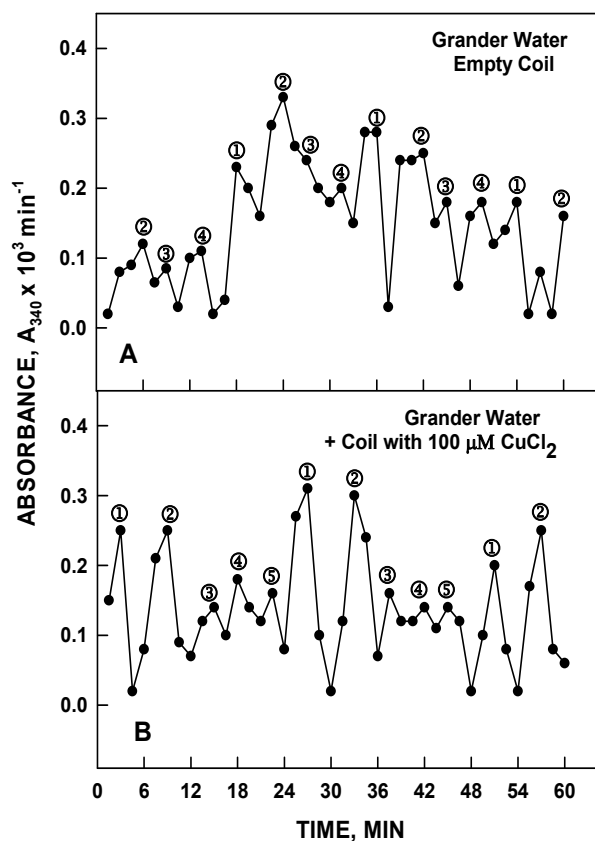 Grander Water
Empty Coil
0.4
0.3
0.2
0.1
0.0
② ③ ④ ① ② ③ ④ ① ② ③ ④ ① ②
A
ABSORBANCE, A340 x 10³ min⁻¹
Grander Water
+ Coil with 100 μM CuCl2
0.4
0.3
0.2
0.1
0.0
① ② ③ ④ ⑤ ① ② ③ ④ ⑤ ① ②
B
0 6 12 18 24 30 36 42 48 54 60
TIME, MIN